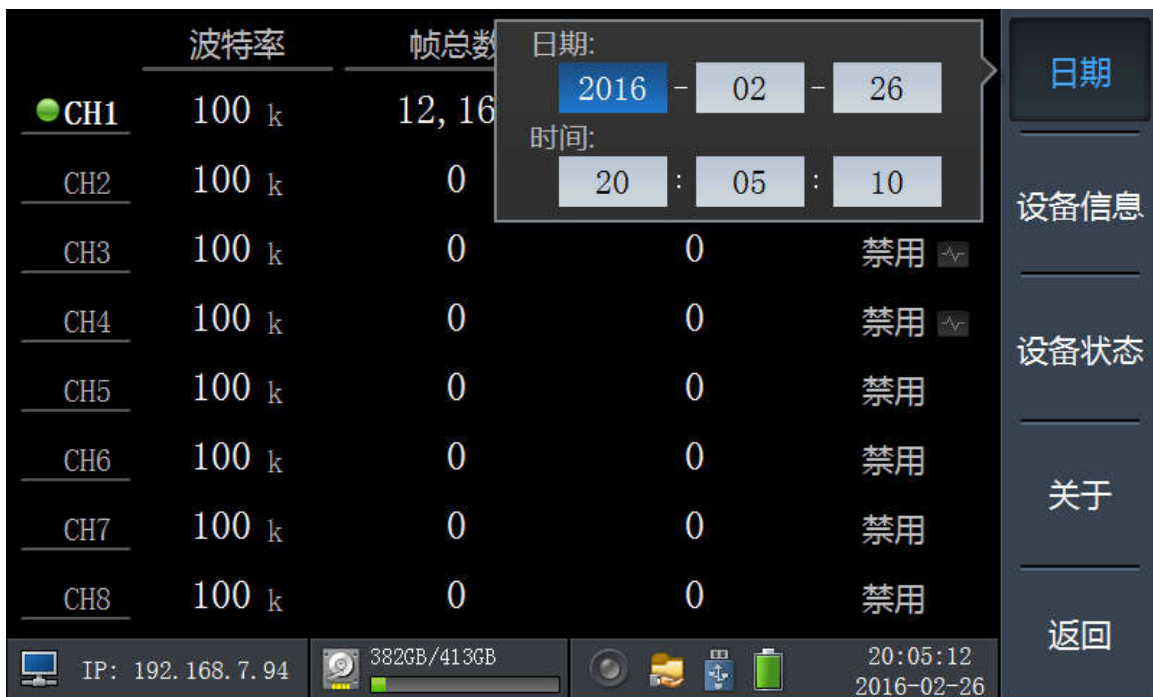 波特率 帧总数
CH1 100 k 12, 16
CH2 100 k 0
CH3 100 k 0 0 禁用
CH4 100 k 0 0 禁用
CH5 100 k 0 0 禁用
CH6 100 k 0 0 禁用
CH7 100 k 0 0 禁用
CH8 100 k 0 0 禁用
日期:
2016 - 02 - 26
时间:
20 : 05 : 10
日期
设备信息
设备状态
关于
返回
IP: 192.168.7.94
382GB/413GB
20:05:12
2016-02-26